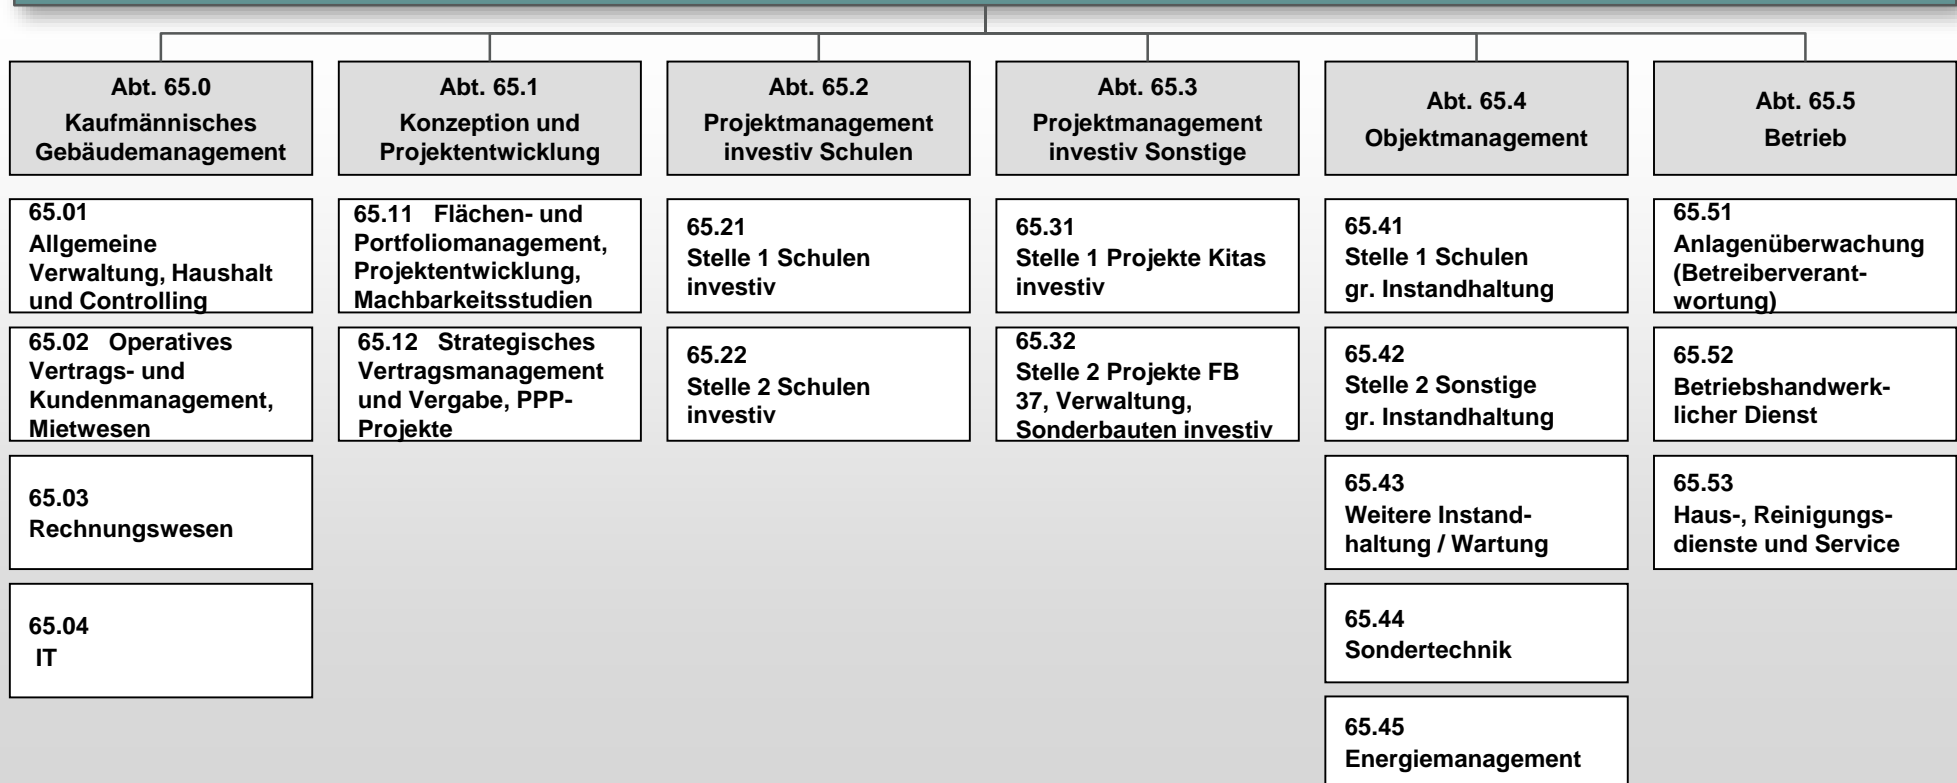 Abt. 65.0
Kaufmännisches
Gebäudemanagement
Abt. 65.1
Konzeption und
Projektentwicklung
Abt. 65.2
Projektmanagement
investiv Schulen
Abt. 65.3
Projektmanagement
investiv Sonstige
Abt. 65.4
Objektmanagement
Abt. 65.5
Betrieb
65.01
Allgemeine
Verwaltung, Haushalt
und Controlling
65.02 Operatives
Vertrags- und
Kundenmanagement,
Mietwesen
65.03
Rechnungswesen
65.04
IT
65.11 Flächen- und
Portfoliomanagement,
Projektentwicklung,
Machbarkeitsstudien
65.12 Strategisches
Vertragsmanagement
und Vergabe, PPP-
Projekte
65.21
Stelle 1 Schulen
investiv
65.22
Stelle 2 Schulen
investiv
65.31
Stelle 1 Projekte Kitas
investiv
65.32
Stelle 2 Projekte FB
37, Verwaltung,
Sonderbauten investiv
65.41
Stelle 1 Schulen
gr. Instandhaltung
65.42
Stelle 2 Sonstige
gr. Instandhaltung
65.43
Weitere Instand-
haltung / Wartung
65.44
Sondertechnik
65.45
Energiemanagement
65.51
Anlagenüberwachung
(Betreiberverant-
wortung)
65.52
Betriebshandwerk-
licher Dienst
65.53
Haus-, Reinigungs-
dienste und Service